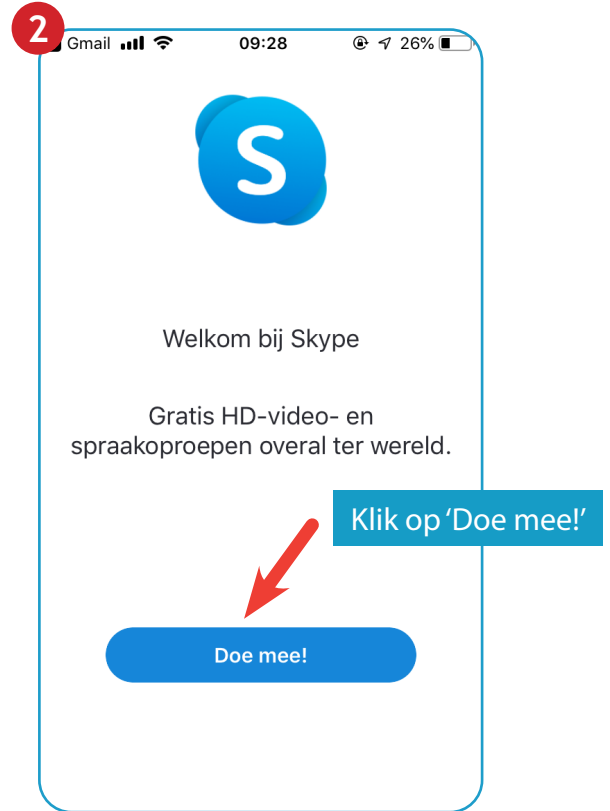 2
Gmail 09:28 26%
S
Welkom bij Skype
Gratis HD-video- en
spraakoproepen overal ter wereld.
Klik op ‘Doe mee!’
Doe mee!